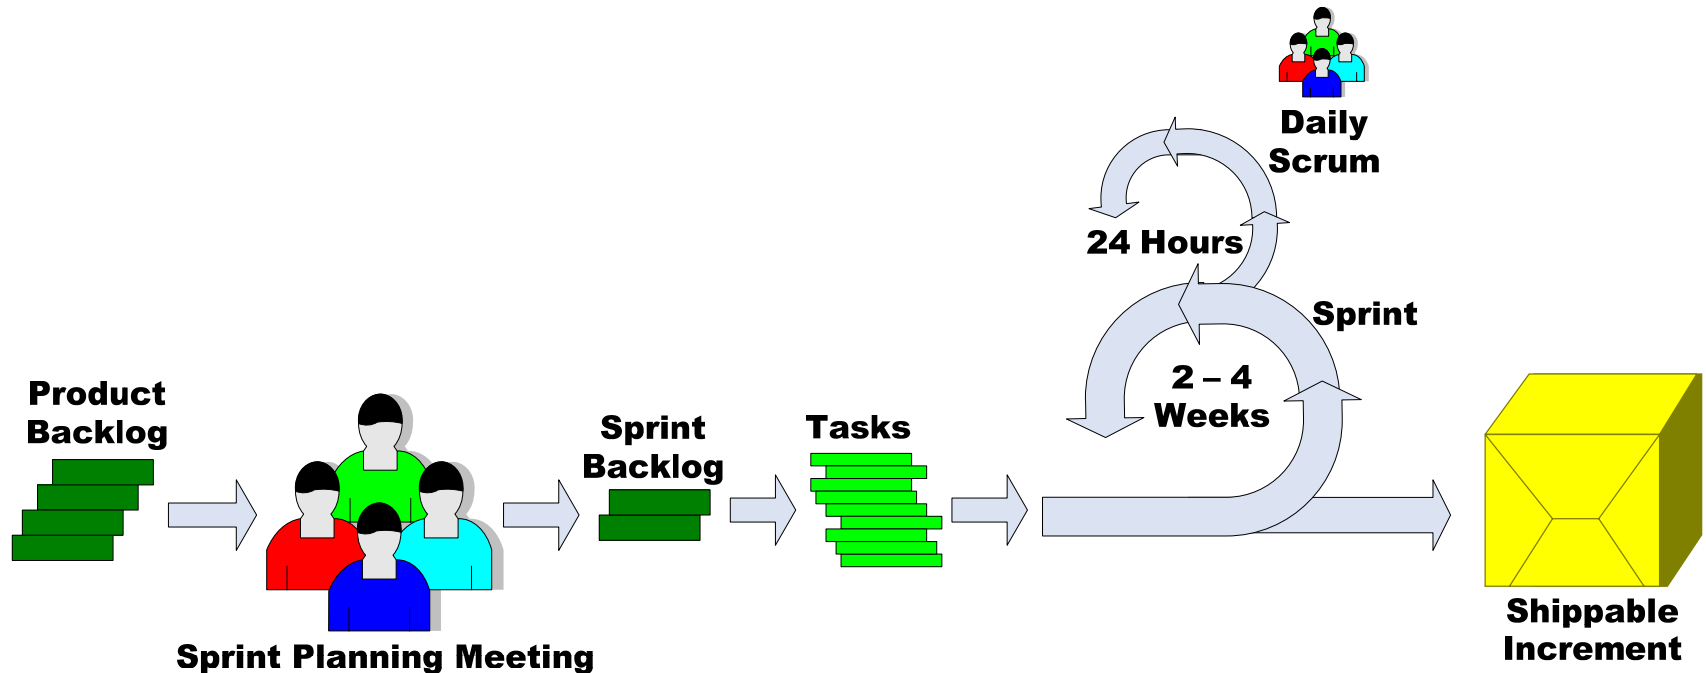 Product
Backlog
Sprint Planning Meeting
Sprint
Backlog
Tasks
Daily
Scrum
24 Hours
Sprint
2 – 4
Weeks
Shippable
Increment